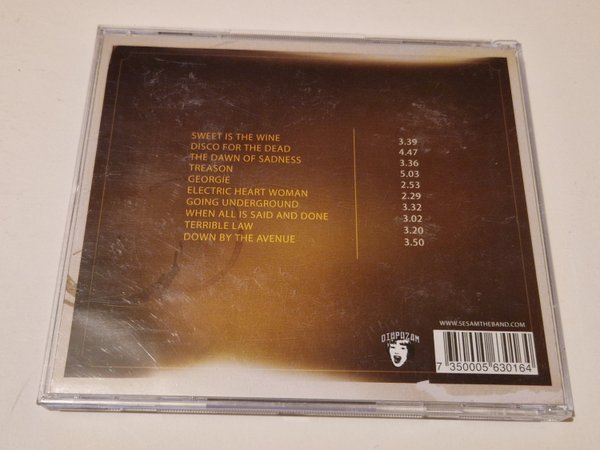 SWEET IS THE WINE 3.39
DISCO FOR THE DEAD 4.47
THE DAWN OF SADNESS 3.36
TREASON 5.03
GEORGIE 2.53
ELECTRIC HEART WOMAN 2.29
GOING UNDERGROUND 3.32
WHEN ALL IS SAID AND DONE 3.02
TERRIBLE LAW 3.20
DOWN BY THE AVENUE 3.50
WWW.SESAMTHEBAND.COM
DIMPOZAM
7 350005 630164